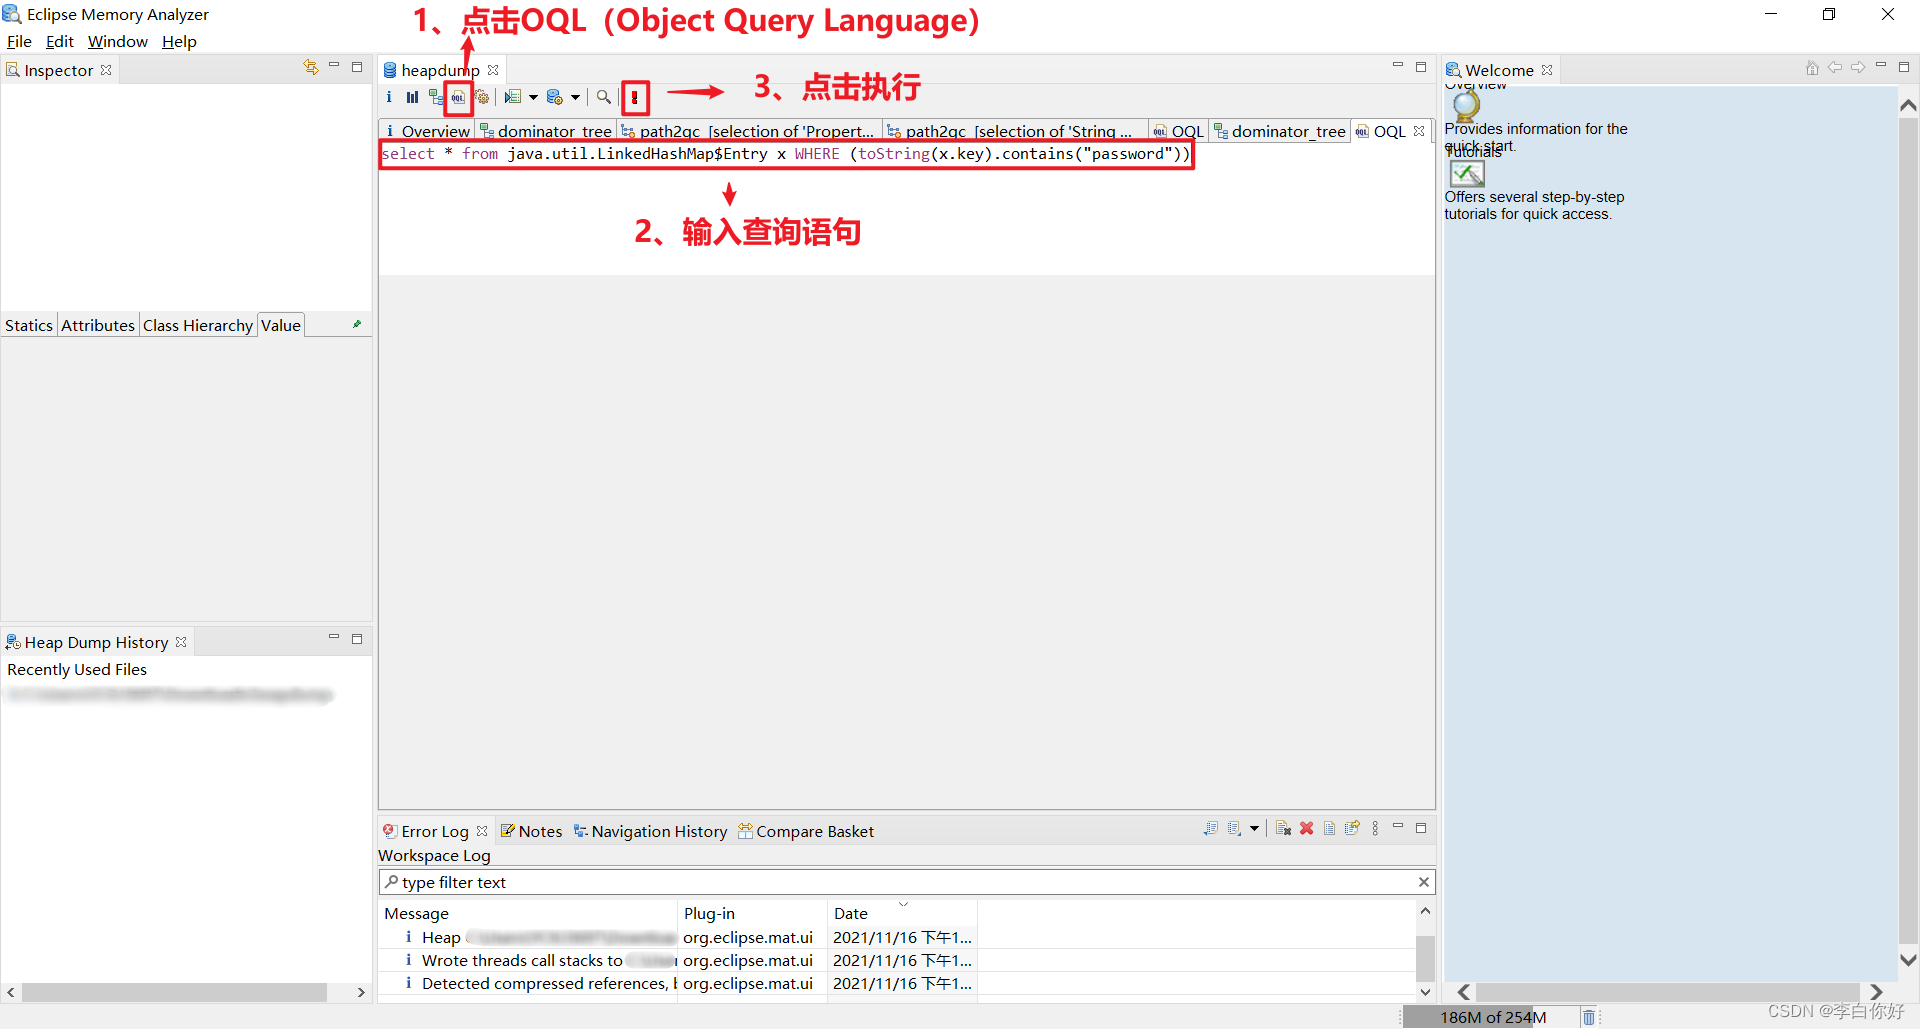 Eclipse Memory Analyzer
1、点击OQL（Object Query Language）
File Edit Window Help
Inspector
heapdump
Welcome
3、点击执行
Overview
Provides information for the
quick start.
Tutorials
Offers several step-by-step
tutorials for quick access.
i Overview dominator_tree path2gc [selection of 'Propert... path2gc [selection of 'String ... OQL dominator_tree OQL
select * from java.util.LinkedHashMap$Entry x WHERE (toString(x.key).contains("password"))
2、输入查询语句
Statics Attributes Class Hierarchy Value
Heap Dump History
Recently Used Files
Error Log Notes Navigation History Compare Basket
Workspace Log
type filter text
Message Plug-in Date
Heap org.eclipse.mat.ui 2021/11/16 下午1...
Wrote threads call stacks to org.eclipse.mat.ui 2021/11/16 下午1...
Detected compressed references, org.eclipse.mat.ui 2021/11/16 下午1...
186M of 254M
CSDN @李白你好